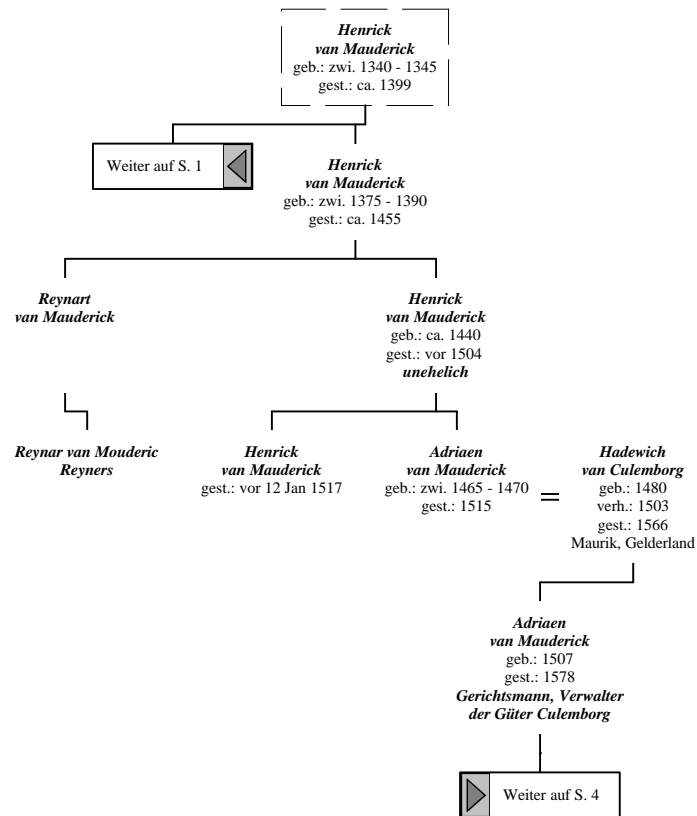 Henrick
van Mauderick
geb.: zwi. 1340 - 1345
gest.: ca. 1399
Weiter auf S. 1
Henrick
van Mauderick
geb.: zwi. 1375 - 1390
gest.: ca. 1455
Reynart
van Mauderick
Henrick
van Mauderick
geb.: ca. 1440
gest.: vor 1504
unehelich
Reynar van Mouderic
Reyners
Henrick
van Mauderick
gest.: vor 12 Jan 1517
Adriaen
van Mauderick
geb.: zwi. 1465 - 1470
gest.: 1515
=
Hadewich
van Culemborg
geb.: 1480
verh.: 1503
gest.: 1566
Maurik, Gelderland
Adriaen
van Mauderick
geb.: 1507
gest.: 1578
Gerichtsmann, Verwalter
der Güter Culemborg
Weiter auf S. 4